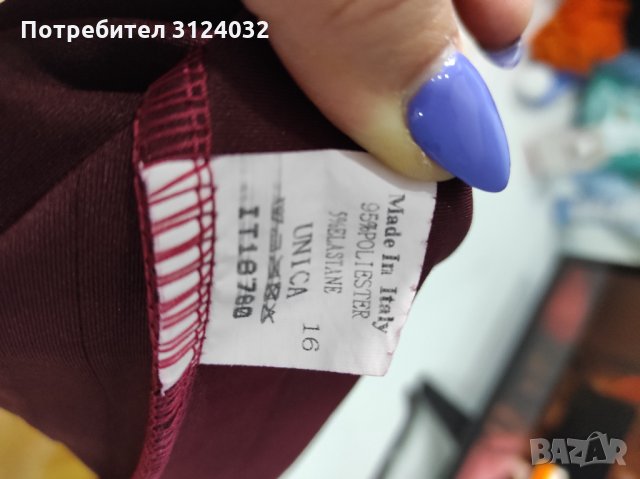 Потребител 3124032
Made In Italy
95%POLIESTER
5%ELASTANE
UNICA 16
IT18780
BAZAR